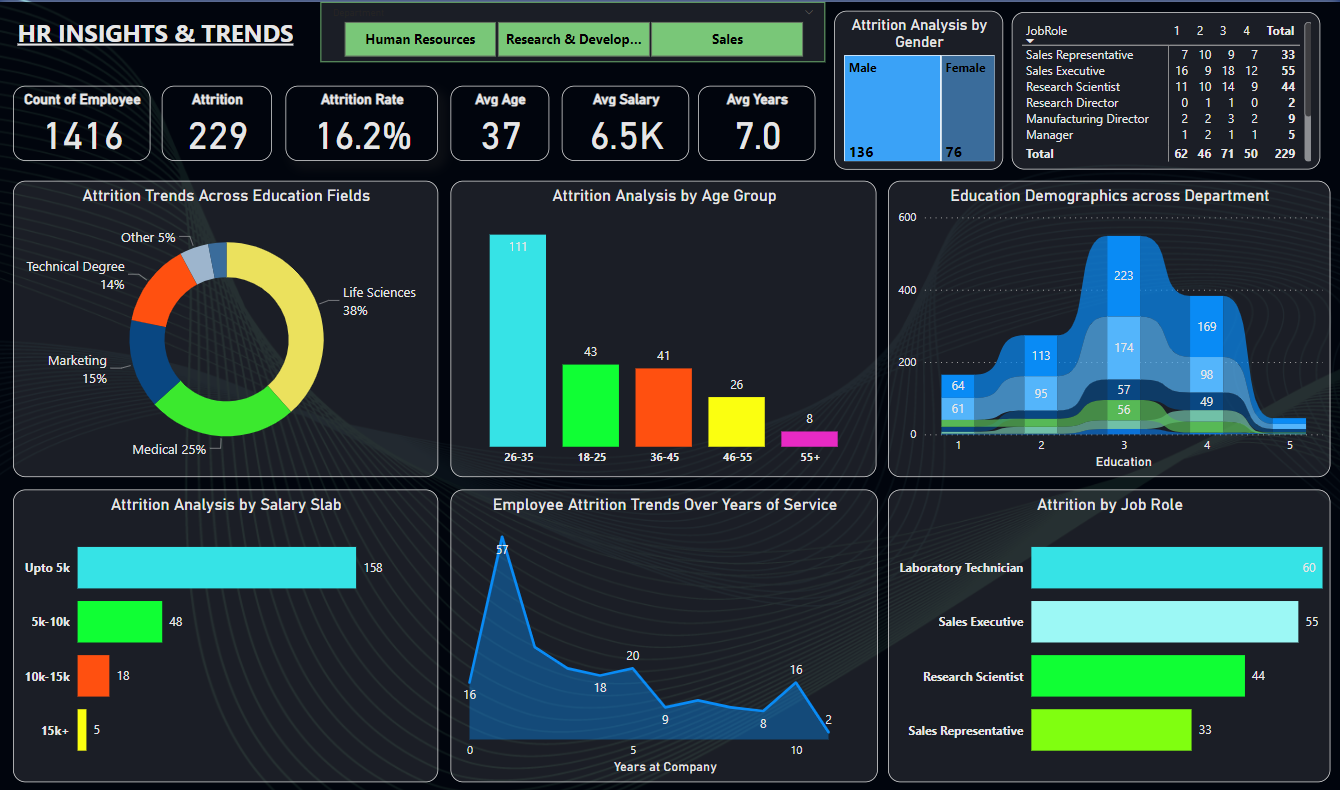 HR INSIGHTS & TRENDS
Human Resources
Research & Develop...
Sales
Count of Employee
1416
Attrition
229
Attrition Rate
16.2%
Avg Age
37
Avg Salary
6.5K
Avg Years
7.0
Attrition Analysis by
Gender
Male
Female
136
76
JobRole 1 2 3 4 Total
Sales Representative 7 10 9 7 33
Sales Executive 16 9 18 12 55
Research Scientist 11 10 14 9 44
Research Director 0 1 1 0 2
Manufacturing Director 2 2 3 2 9
Manager 1 2 1 1 5
Total 62 46 71 50 229
Attrition Trends Across Education Fields
Other 5%
Technical Degree
14%
Life Sciences
38%
Marketing
15%
Medical 25%
Attrition Analysis by Age Group
111
43
41
26
8
26-35
18-25
36-45
46-55
55+
Education Demographics across Department
600
400
200
0
64
61
113
95
223
174
57
56
169
98
49
1
2
3
4
5
Education
Attrition Analysis by Salary Slab
Upto 5k 158
5k-10k 48
10k-15k 18
15k+ 5
Employee Attrition Trends Over Years of Service
57
16
18
20
9
8
16
2
0
5
10
Years at Company
Attrition by Job Role
Laboratory Technician 60
Sales Executive 55
Research Scientist 44
Sales Representative 33